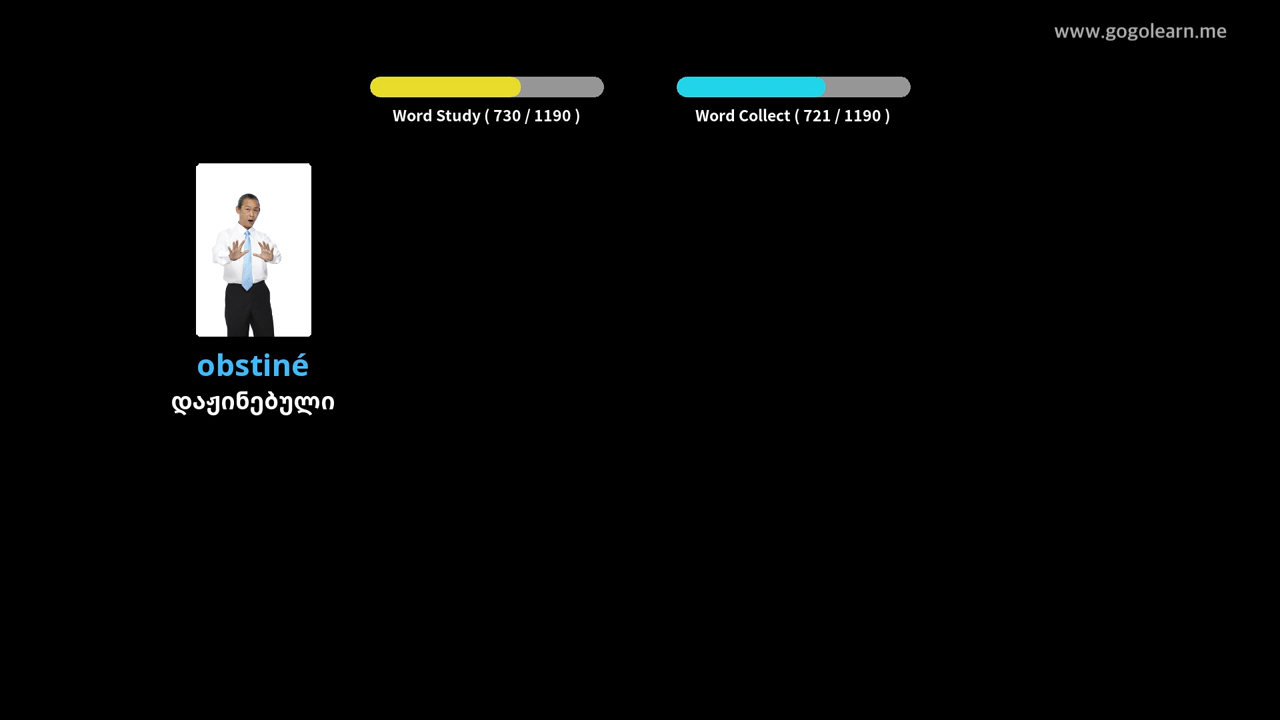 www.gogolearn.me
Word Study ( 730 / 1190 )
Word Collect ( 721 / 1190 )
obstiné
დაჟინებული